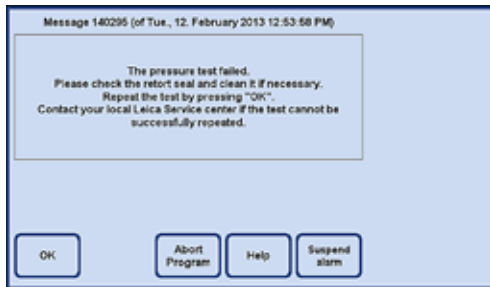 Message 140295 (of Tue., 12. February 2013 12:53:58 PM)
The pressure test failed.
Please check the retort seal and clean it if necessary.
Repeat the test by pressing "OK".
Contact your local Leica Service center if the test cannot be
successfully repeated.
OK
Abort
Program
Help
Suspend
alarm